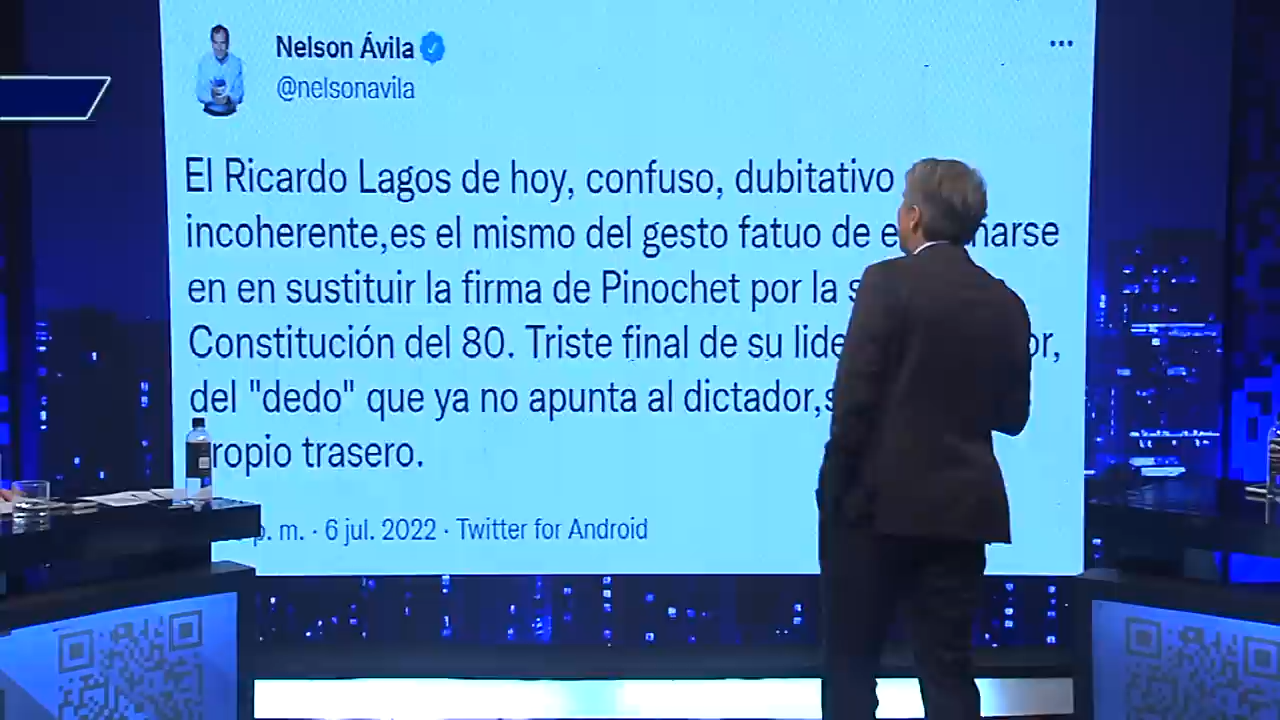 Nelson Ávila
@nelsonavila
El Ricardo Lagos de hoy, confuso, dubitativo
incoherente,es el mismo del gesto fatuo de
en en sustituir la firma de Pinochet por la
Constitución del 80. Triste final de su
del "dedo" que ya no apunta al dictador,
trasero.
p. m. · 6 jul. 2022 · Twitter for Android